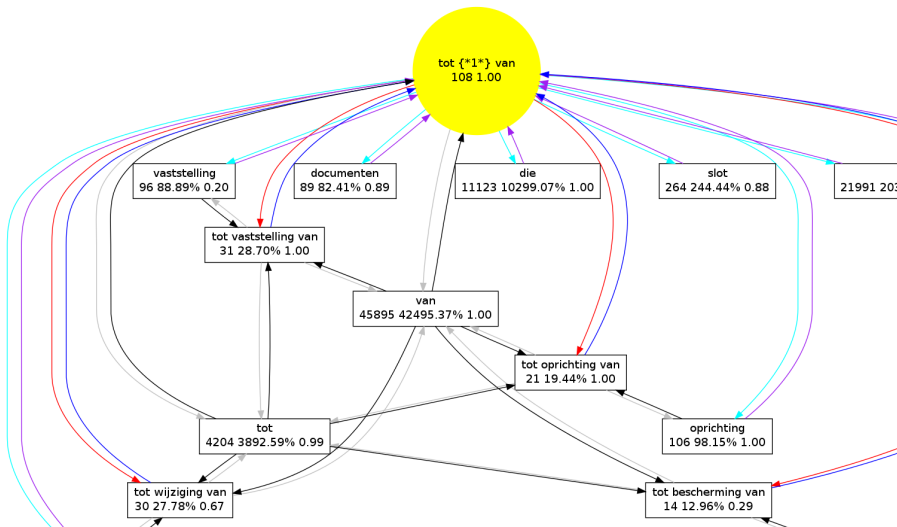 tot {*1*} van
108 1.00
vaststelling
96 88.89% 0.20
documenten
89 82.41% 0.89
die
11123 10299.07% 1.00
slot
264 244.44% 0.88
21991 203
tot vaststelling van
31 28.70% 1.00
van
45895 42495.37% 1.00
tot oprichting van
21 19.44% 1.00
tot
4204 3892.59% 0.99
oprichting
106 98.15% 1.00
tot wijziging van
30 27.78% 0.67
tot bescherming van
14 12.96% 0.29